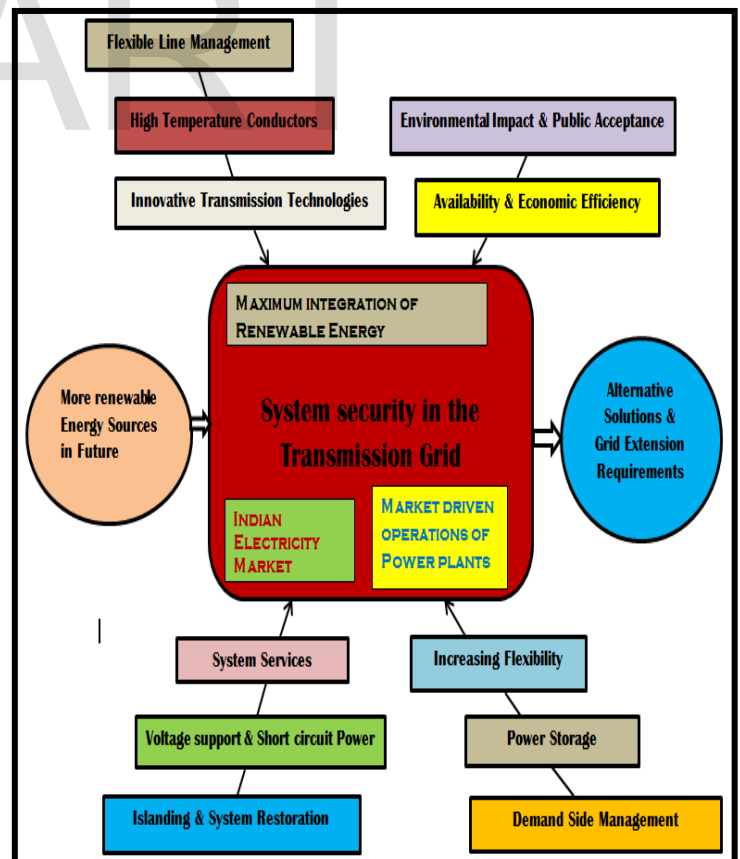 ART
Flexible Line Management
High Temperature Conductors
Environmental Impact & Public Acceptance
Innovative Transmission Technologies
Availability & Economic Efficiency
MAXIMUM INTEGRATION OF
RENEWABLE ENERGY
More renewable
Energy Sources
in Future
System security in the
Transmission Grid
Alternative
Solutions &
Grid Extension
Requirements
INDIAN
ELECTRICITY
MARKET
MARKET DRIVEN
OPERATIONS OF
POWER PLANTS
System Services
Increasing Flexibility
Voltage support & Short circuit Power
Power Storage
Islanding & System Restoration
Demand Side Management